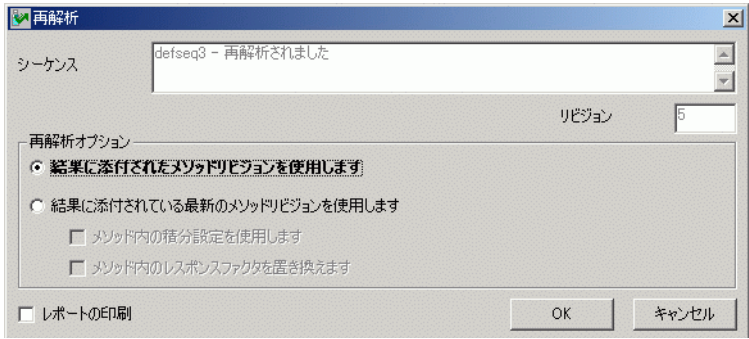 再解析
シーケンス
defseq3 - 再解析されました
リビジョン
5
再解析オプション
結果に添付されたメソッドリビジョンを使用します
結果に添付されている最新のメソッドリビジョンを使用します
メソッド内の積分設定を使用します
メソッド内のレスポンスファクタを置き換えます
レポートの印刷
OK
キャンセル